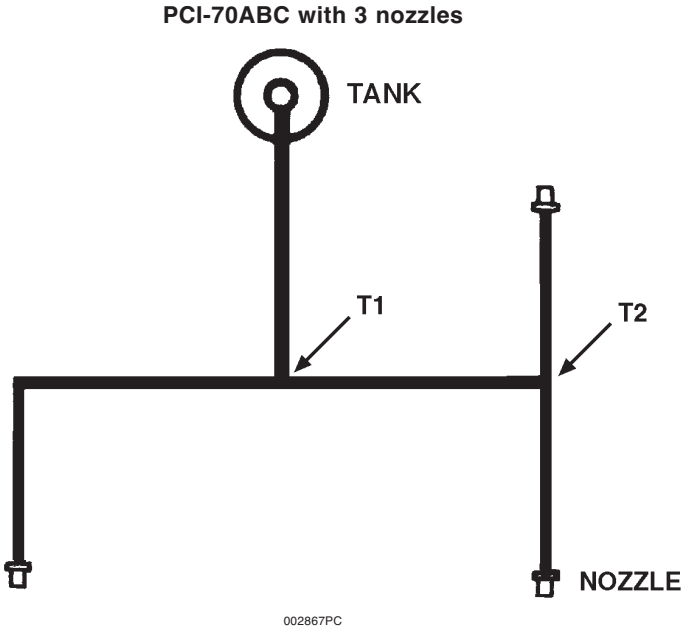 PCI-70ABC with 3 nozzles
TANK
T1
T2
NOZZLE
002867PC